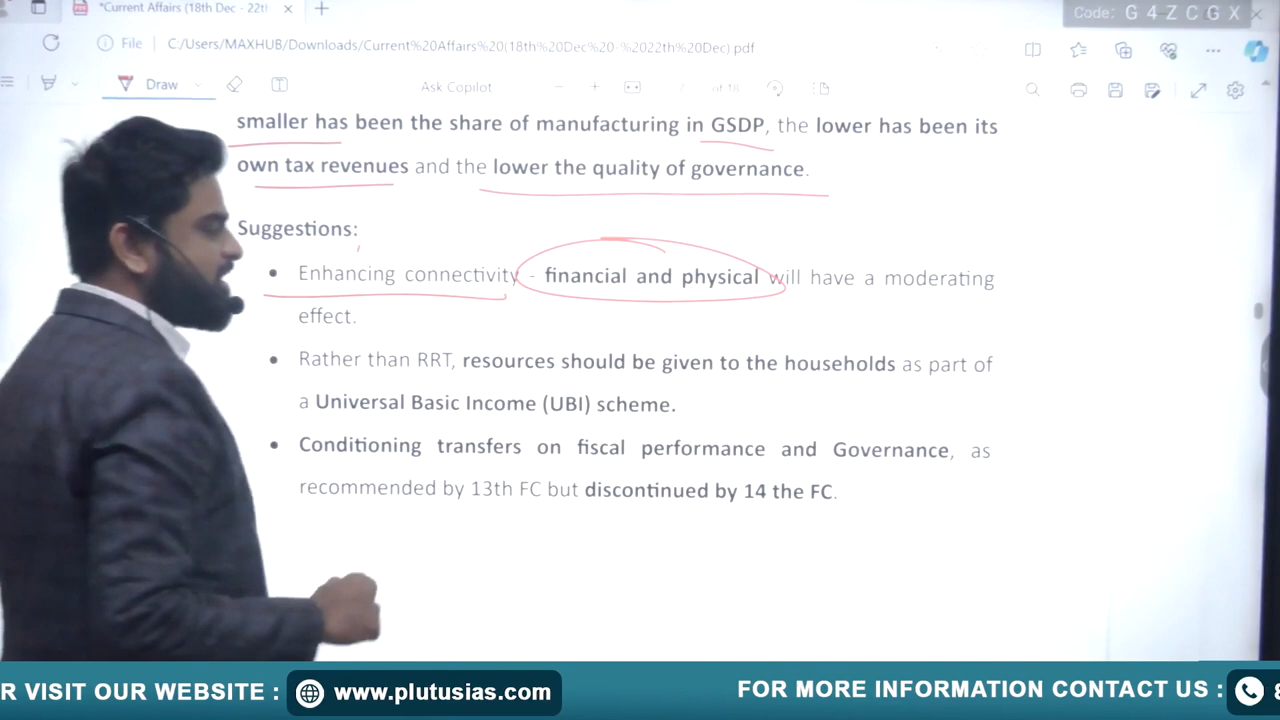 *Current Affairs (18th Dec - 22th
Code: G 4 Z C G X
File
C:/Users/MAXHUB/Downloads/Current%20Affairs%20(18th%20Dec%20-%2022th%20Dec).pdf
Draw
Ask Copilot
7 of 18
smaller has been the share of manufacturing in GSDP, the lower has been its
own tax revenues and the lower the quality of governance.
Suggestions:
• Enhancing connectivity - financial and physical will have a moderating
effect.
• Rather than RRT, resources should be given to the households as part of
a Universal Basic Income (UBI) scheme.
• Conditioning transfers on fiscal performance and Governance, as
recommended by 13th FC but discontinued by 14 the FC.
R VISIT OUR WEBSITE : www.plutusias.com FOR MORE INFORMATION CONTACT US : 8